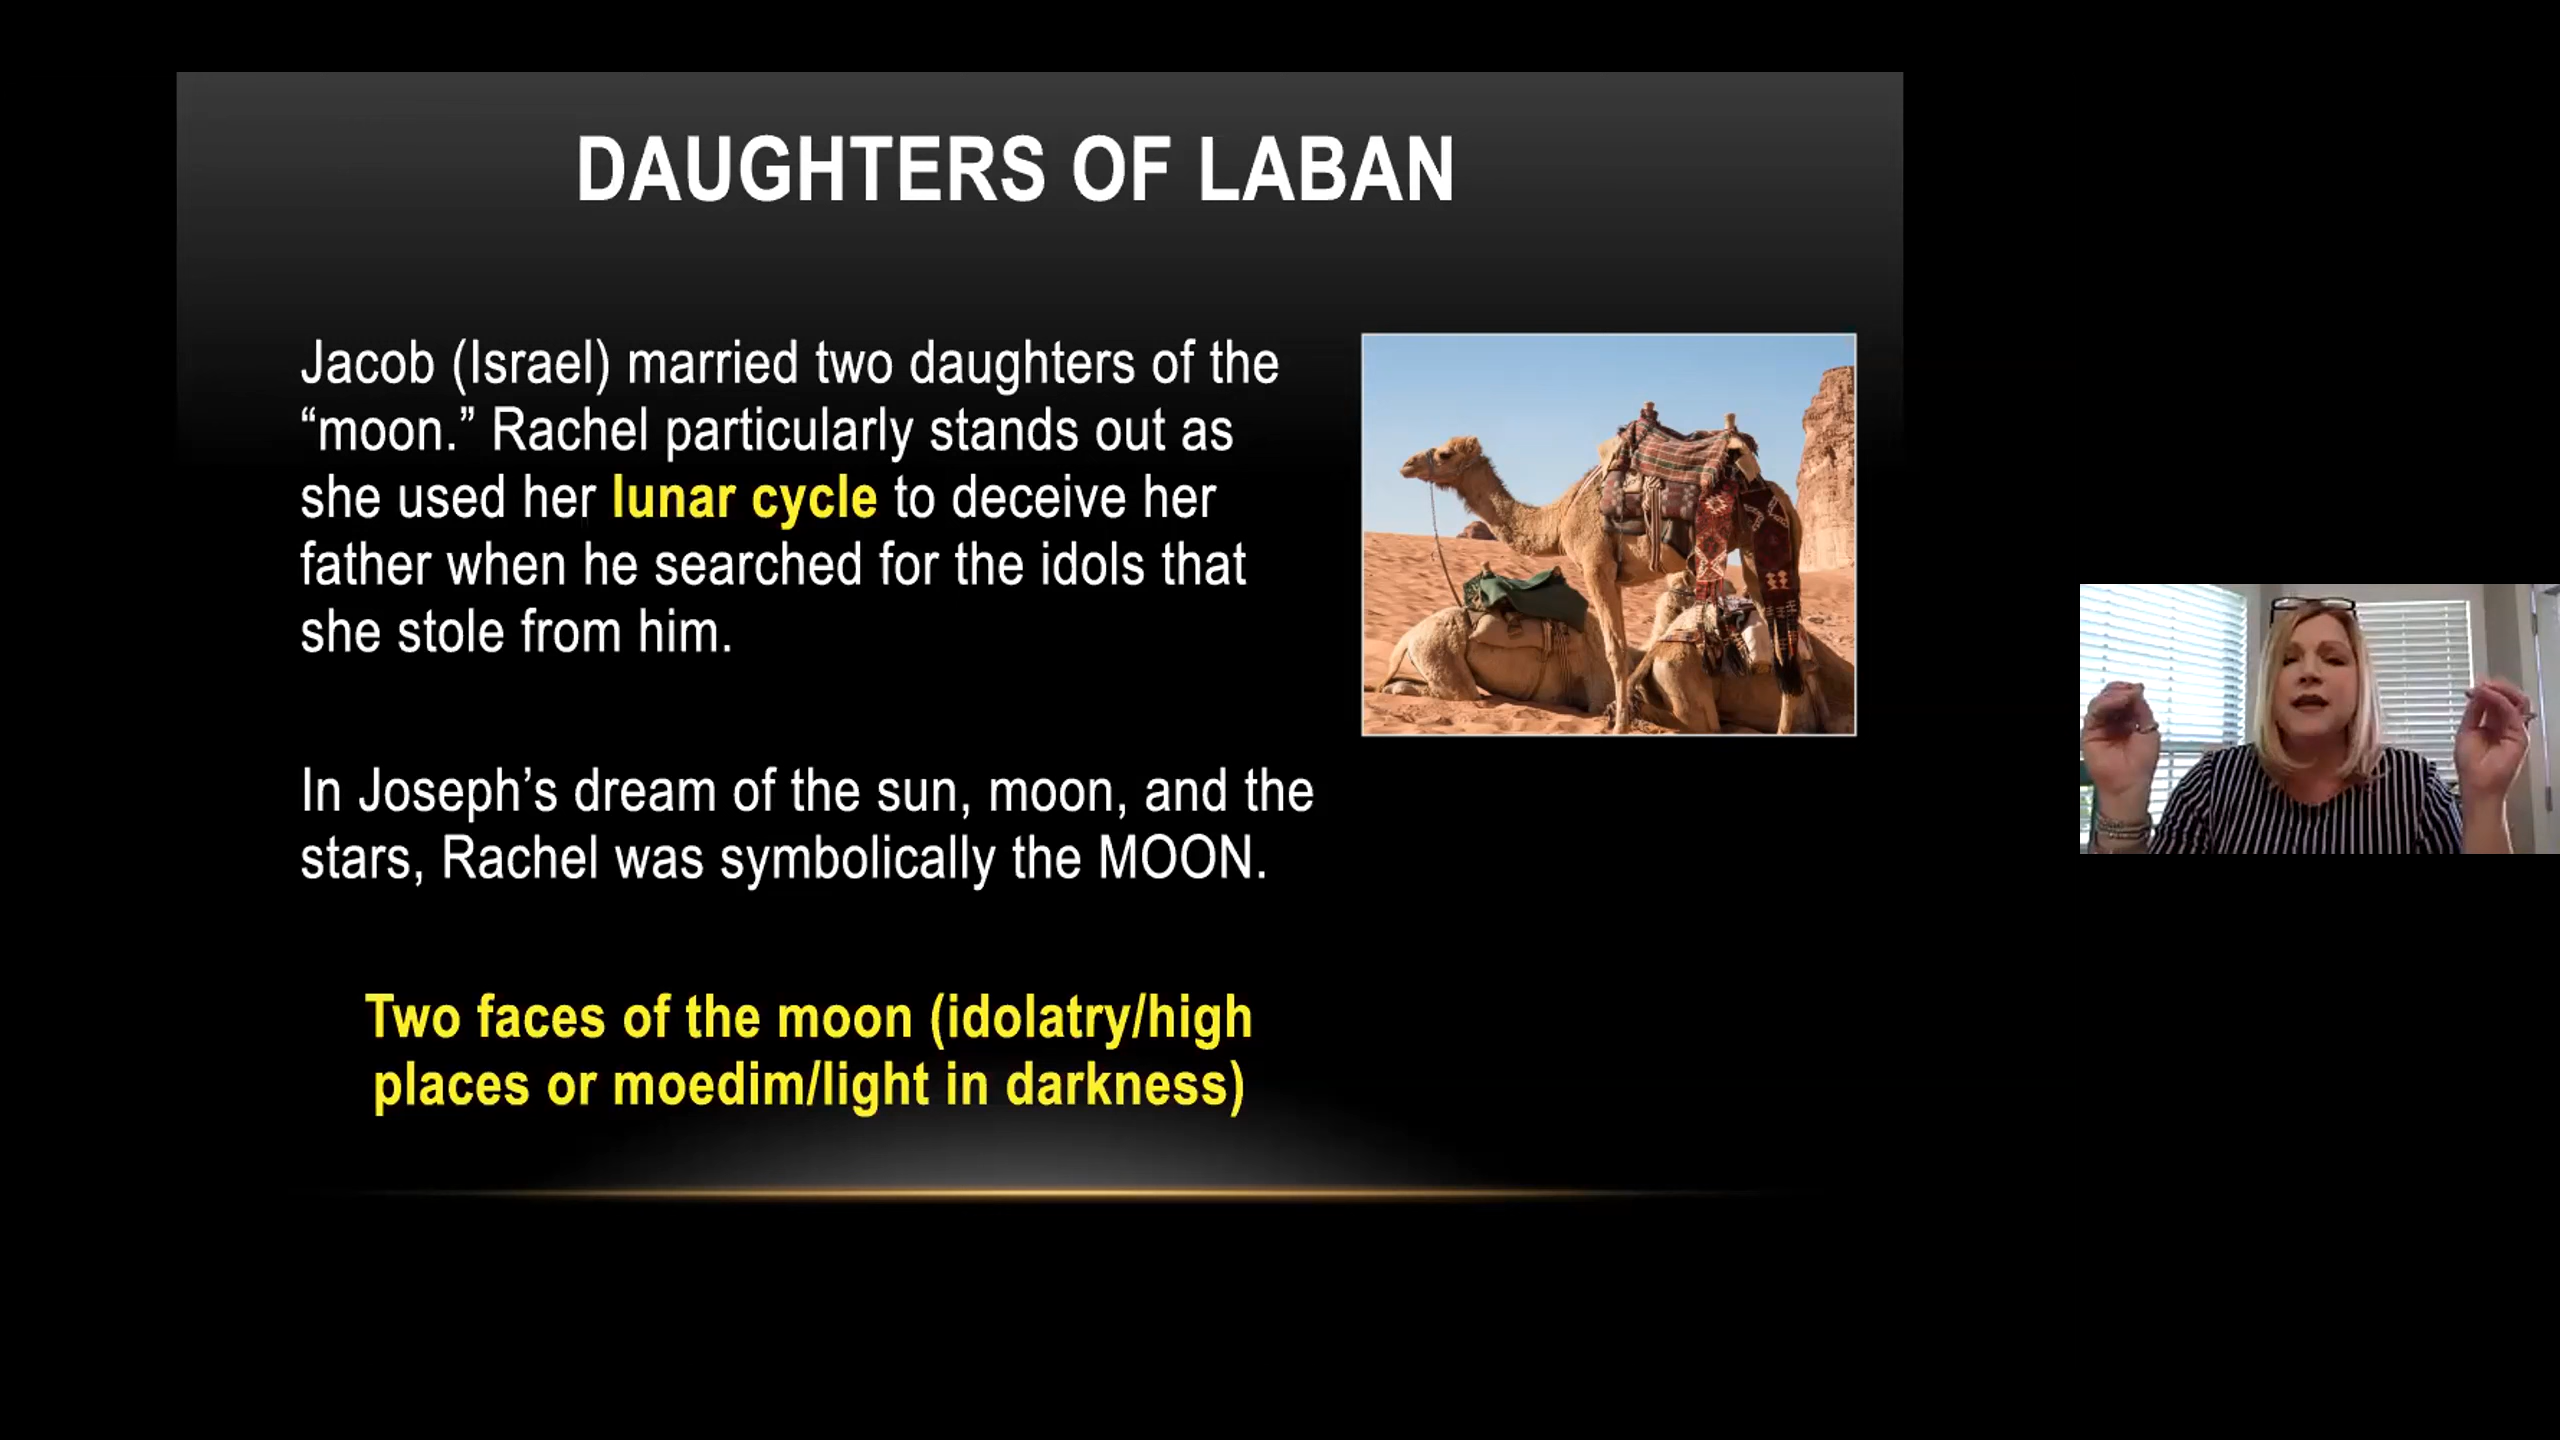 DAUGHTERS OF LABAN
Jacob (Israel) married two daughters of the
“moon.” Rachel particularly stands out as
she used her lunar cycle to deceive her
father when he searched for the idols that
she stole from him.
In Joseph’s dream of the sun, moon, and the
stars, Rachel was symbolically the MOON.
Two faces of the moon (idolatry/high
places or moedim/light in darkness)